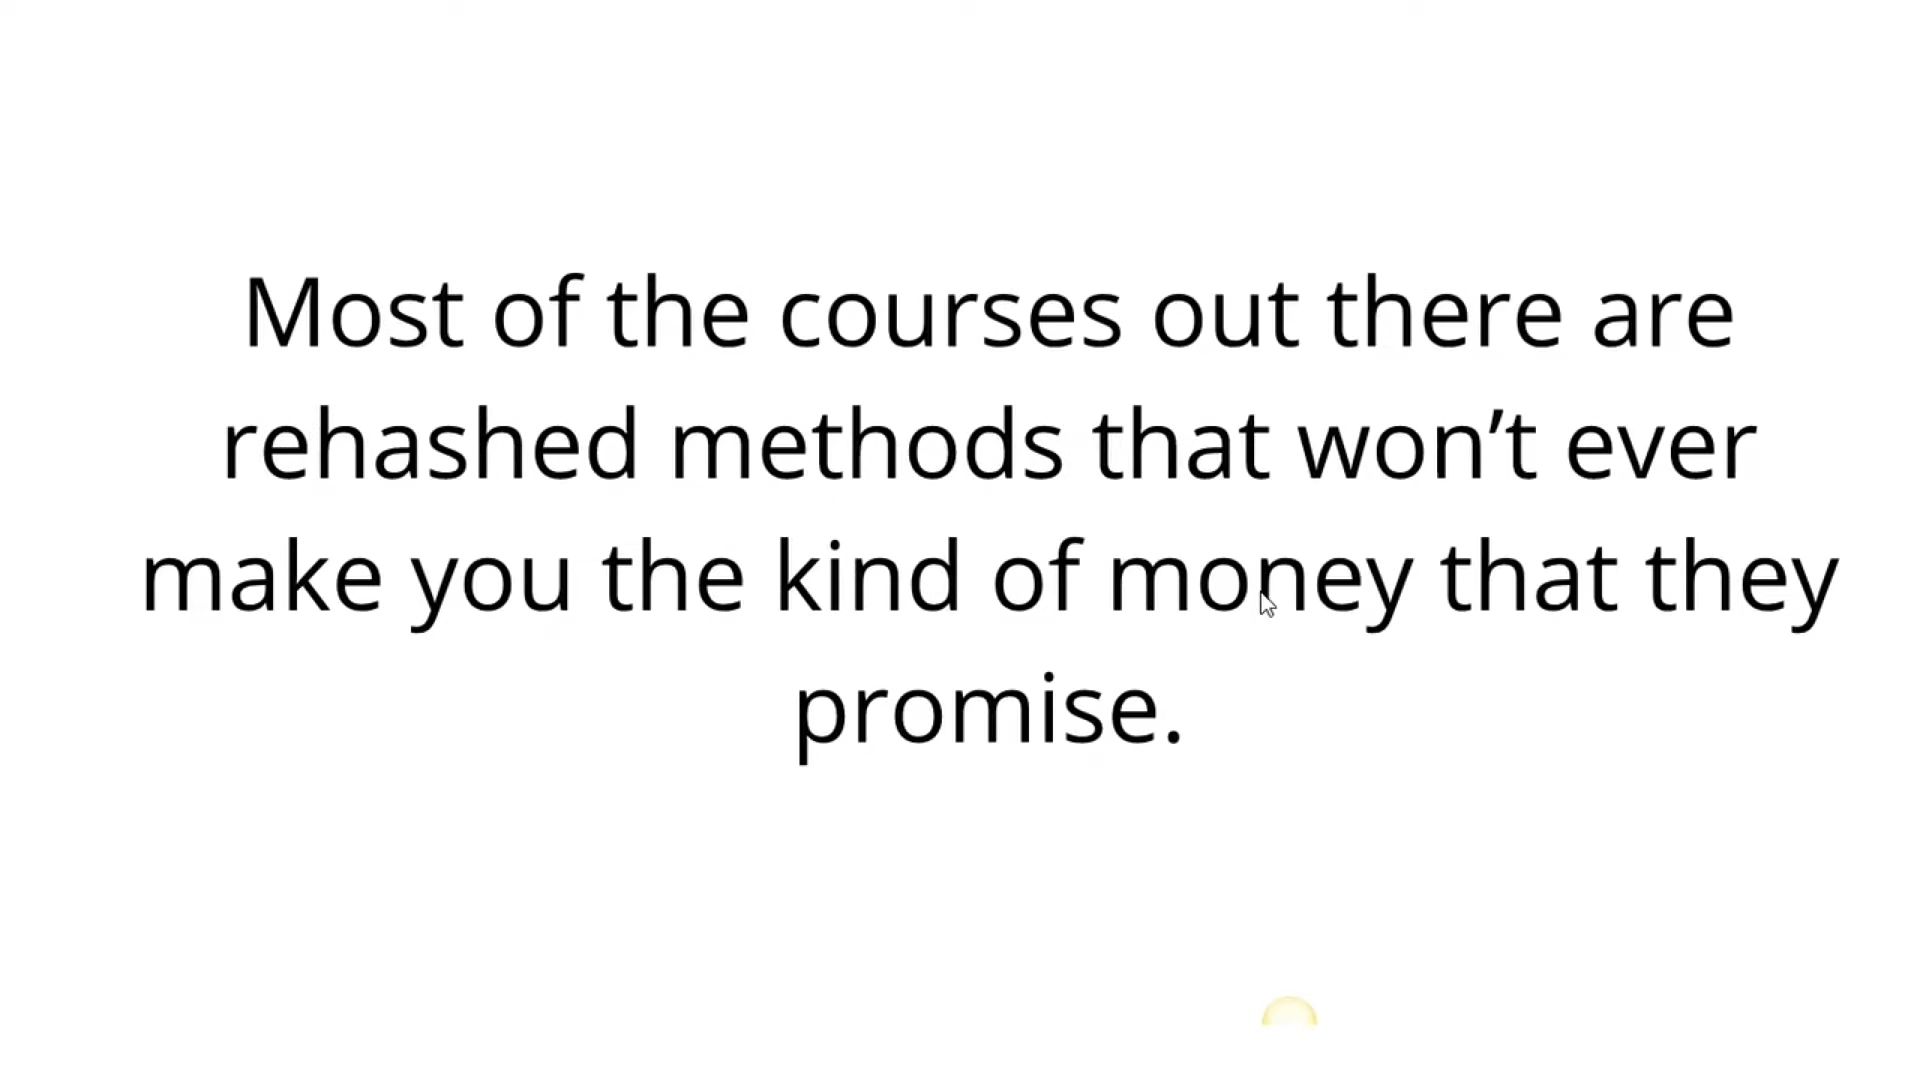 Most of the courses out there are
rehashed methods that won’t ever
make you the kind of money that they
promise.